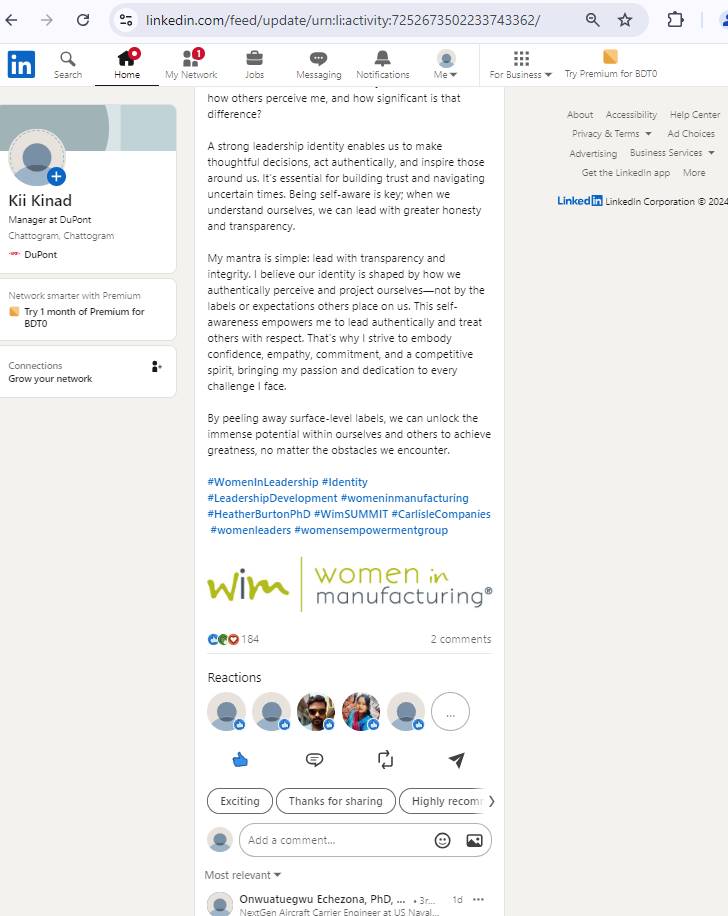 linkedin.com/feed/update/urn:li:activity:7252673502233743362/
in
1
Search
Home
My Network
Jobs
Messaging
Notifications
Me
For Business
Try Premium for BDT0
Kii Kinad
Manager at DuPont
Chattogram, Chattogram
DuPont
Network smarter with Premium
Try 1 month of Premium for
BDT0
Connections
Grow your network
how others perceive me, and how significant is that
difference?
A strong leadership identity enables us to make
thoughtful decisions, act authentically, and inspire those
around us. It's essential for building trust and navigating
uncertain times. Being self-aware is key; when we
understand ourselves, we can lead with greater honesty
and transparency.
My mantra is simple: lead with transparency and
integrity. I believe our identity is shaped by how we
authentically perceive and project ourselves—not by the
labels or expectations others place on us. This self-
awareness empowers me to lead authentically and treat
others with respect. That's why I strive to embody
confidence, empathy, commitment, and a competitive
spirit, bringing my passion and dedication to every
challenge I face.
By peeling away surface-level labels, we can unlock the
immense potential within ourselves and others to achieve
greatness, no matter the obstacles we encounter.
#WomenInLeadership #Identity
#LeadershipDevelopment #womeninmanufacturing
#HeatherBurtonPhD #WimSUMMIT #CarlisleCompanies
#womenleaders #womensempowermentgroup
wim
women in
manufacturing®
184
2 comments
Reactions
...
Exciting
Thanks for sharing
Highly recom
Add a comment...
Most relevant
Onwuatuegwu Echezona, PhD, ... • 3r... 1d
NextGen Aircraft Carrier Engineer at US Naval...
About Accessibility Help Center
Privacy & Terms Ad Choices
Advertising Business Services
Get the LinkedIn app More
LinkedIn LinkedIn Corporation © 2024